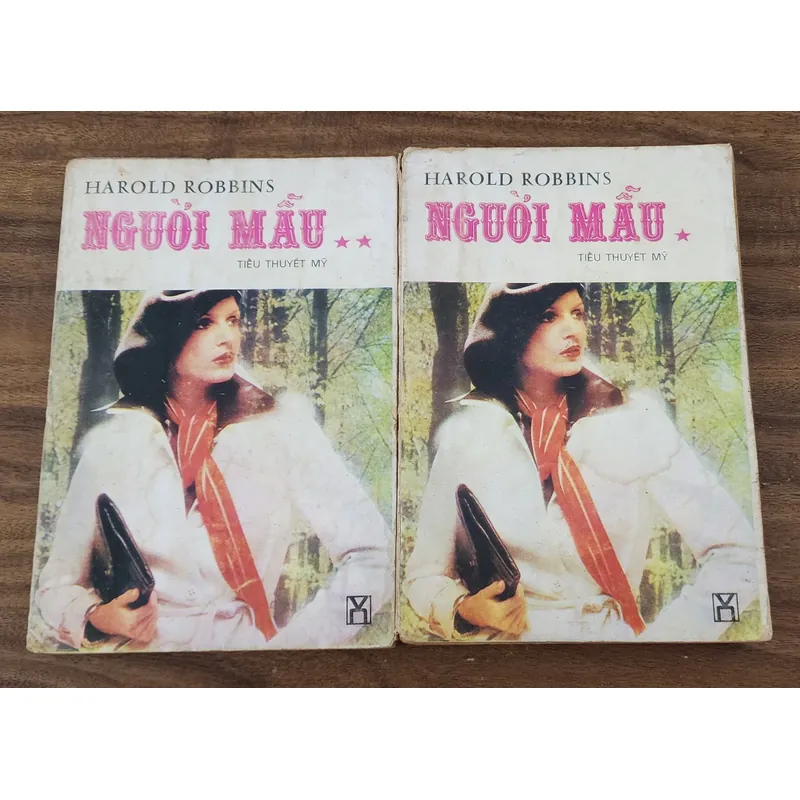 HAROLD ROBBINS
NGƯỜI MẪU ★★
TIỂU THUYẾT MỸ
HAROLD ROBBINS
NGƯỜI MẪU ★
TIỂU THUYẾT MỸ